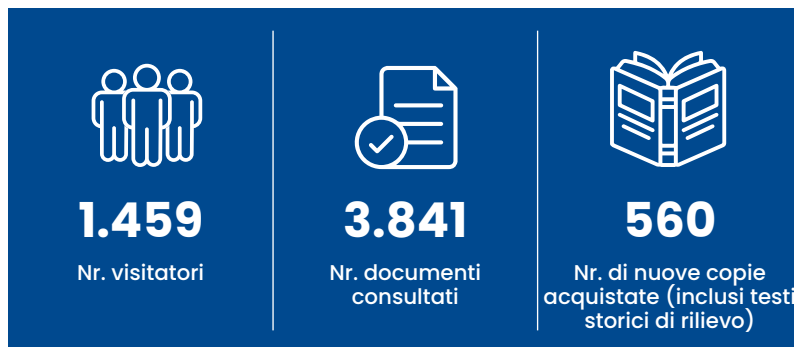 1.459
Nr. visitatori
3.841
Nr. documenti
consultati
560
Nr. di nuove copie
acquistate (inclusi testi
storici di rilievo)